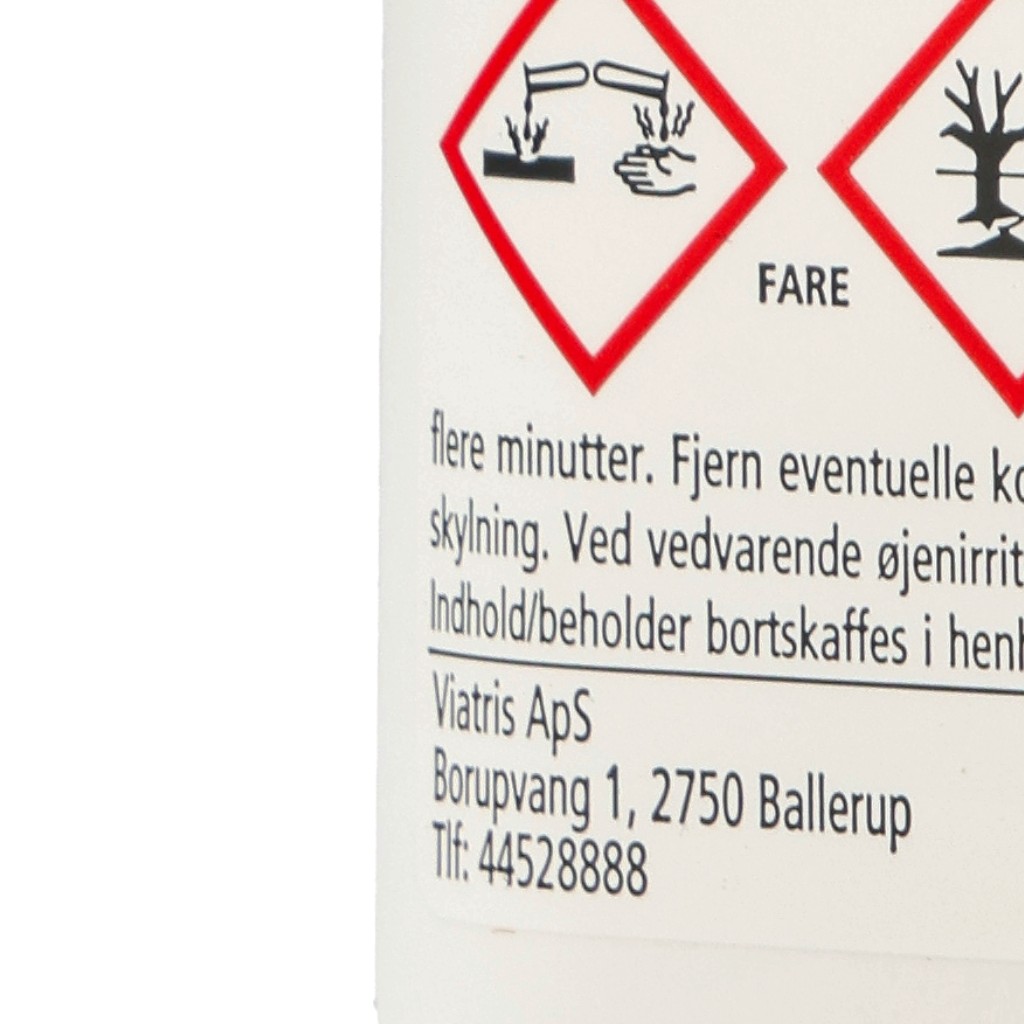 FARE
flere minutter. Fjern eventuelle
skylning. Ved vedvarende
Indhold/beholder bortskaffes i
Viatris ApS
Borupvang 1, 2750 Ballerup
Tlf: 44528888